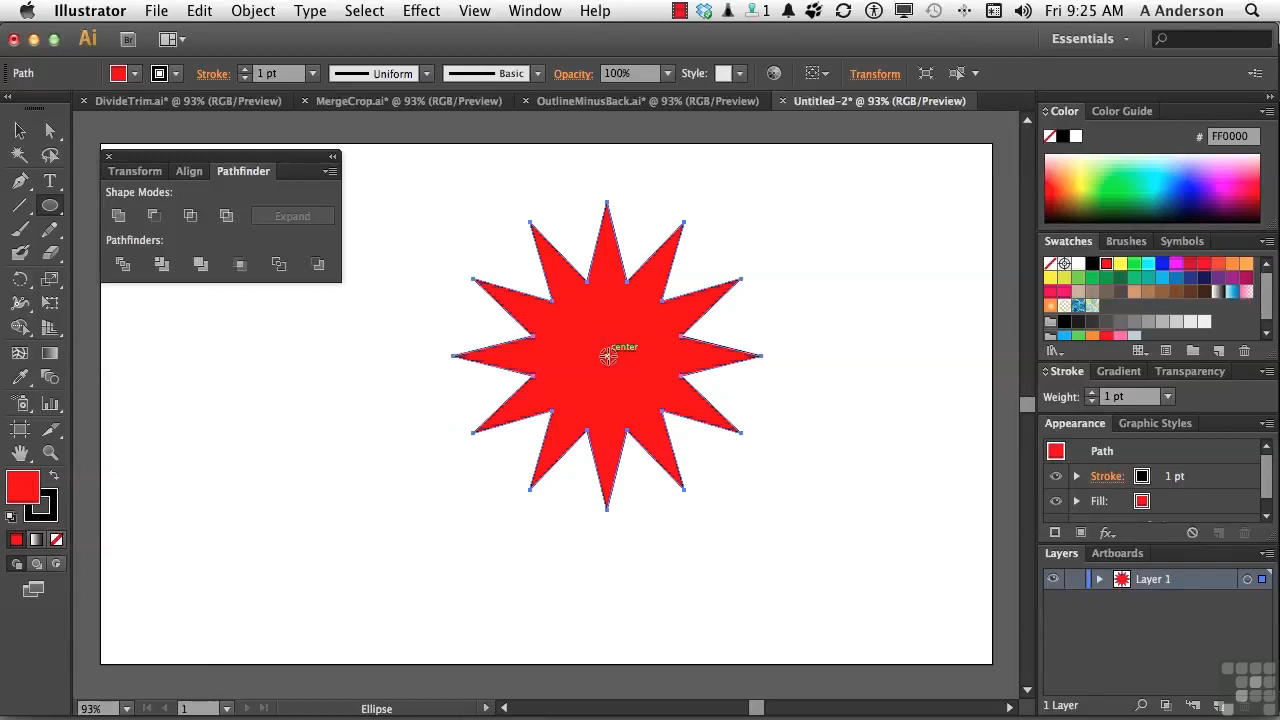 Illustrator File Edit Object Type Select Effect View Window Help 1 Fri 9:25 AM A Anderson
Ai Br Essentials
Path Stroke: 1 pt Uniform Basic Opacity: 100% Style: Transform
× DivideTrim.ai* @ 93% (RGB/Preview) × MergeCrop.ai* @ 93% (RGB/Preview) × OutlineMinusBack.ai* @ 93% (RGB/Preview) × Untitled-2* @ 93% (RGB/Preview)
Transform Align Pathfinder
Shape Modes:
Expand
Pathfinders:
center
T
Color Color Guide
# FF0000
Swatches Brushes Symbols
Stroke Gradient Transparency
Weight: 1 pt
Appearance Graphic Styles
Path
Stroke: 1 pt
Fill:
fx
Layers Artboards
Layer 1
1 Layer
93% 1 Ellipse